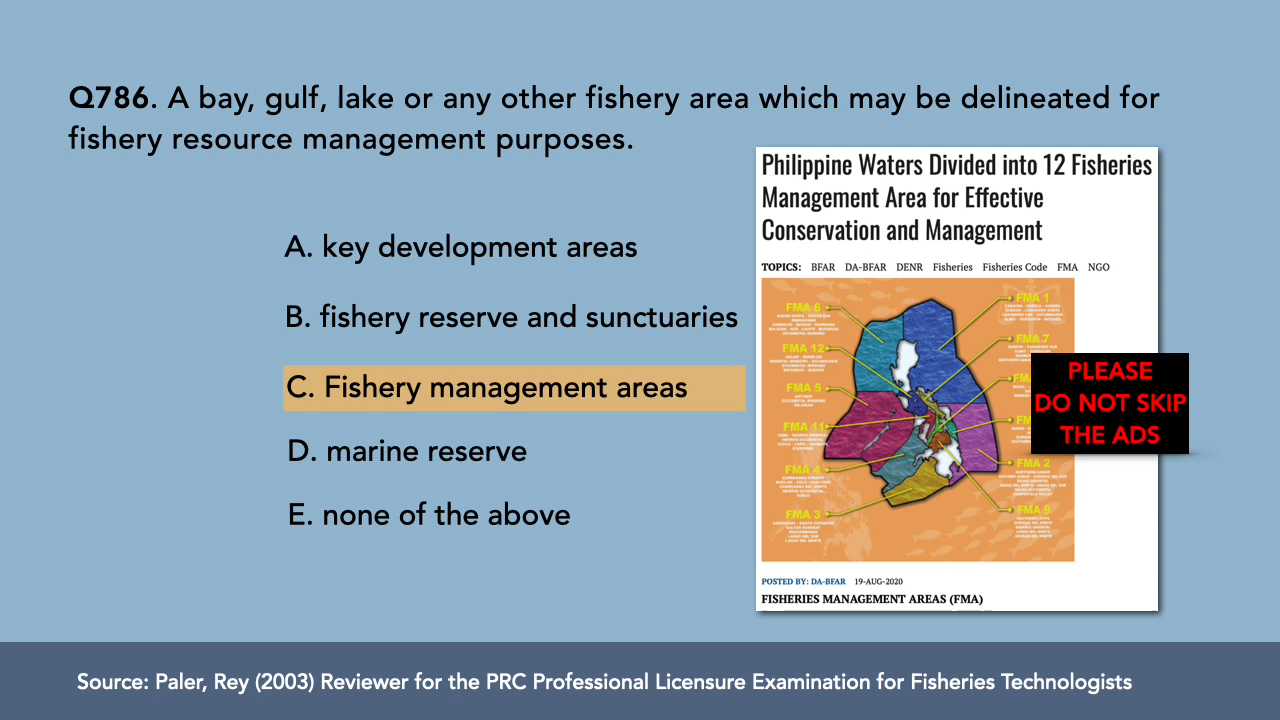 Q786. A bay, gulf, lake or any other fishery area which may be delineated for
fishery resource management purposes.
A. key development areas
B. fishery reserve and sunctuaries
C. Fishery management areas
D. marine reserve
E. none of the above
Philippine Waters Divided into 12 Fisheries
Management Area for Effective
Conservation and Management
TOPICS: BFAR DA-BFAR DENR Fisheries Fisheries Code FMA NGO
FMA 6
FMA 1
FMA 12
FMA 7
FMA 5
FMA 11
FMA 4
FMA 2
FMA 3
FMA 9
PLEASE
DO NOT SKIP
THE ADS
POSTED BY: DA-BFAR 19-AUG-2020
FISHERIES MANAGEMENT AREAS (FMA)
Source: Paler, Rey (2003) Reviewer for the PRC Professional Licensure Examination for Fisheries Technologists